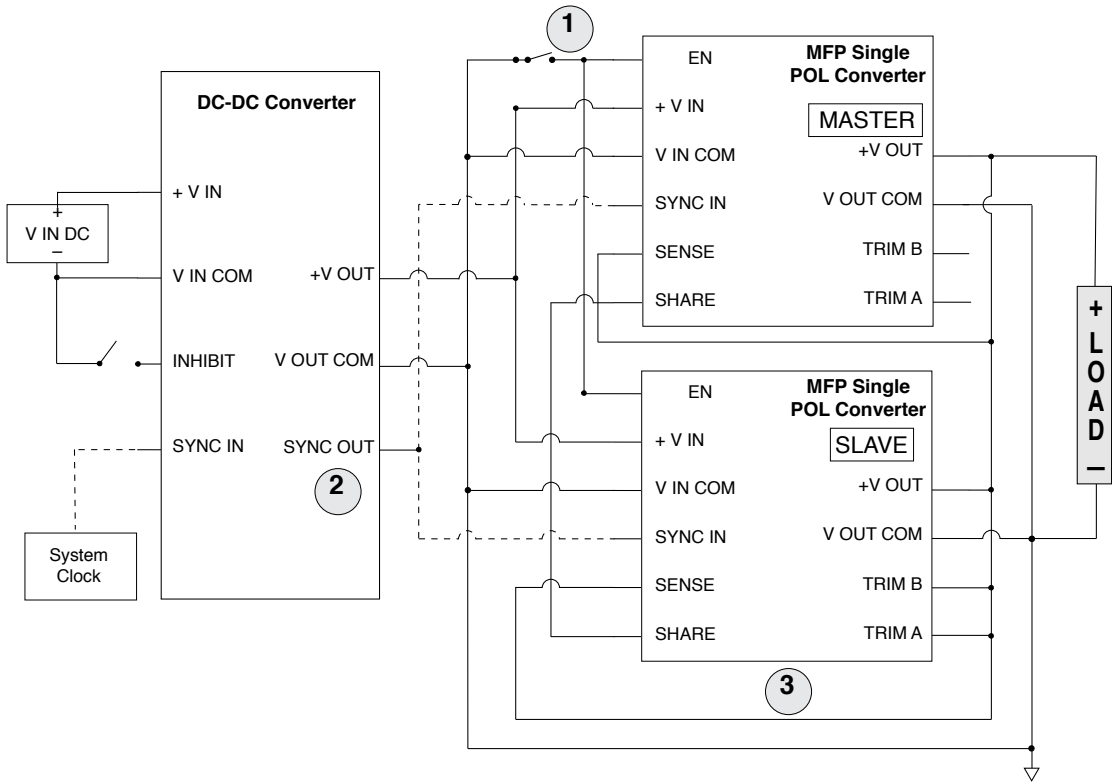 1
DC-DC Converter
+ V IN
V IN COM
INHIBIT
SYNC IN
+V OUT
V OUT COM
SYNC OUT
2
+
V IN DC
–
System
Clock
MFP Single
POL Converter
MASTER
EN
+ V IN
V IN COM
SYNC IN
SENSE
SHARE
+V OUT
V OUT COM
TRIM B
TRIM A
MFP Single
POL Converter
SLAVE
EN
+ V IN
V IN COM
SYNC IN
SENSE
SHARE
+V OUT
V OUT COM
TRIM B
TRIM A
3
+ LOAD –